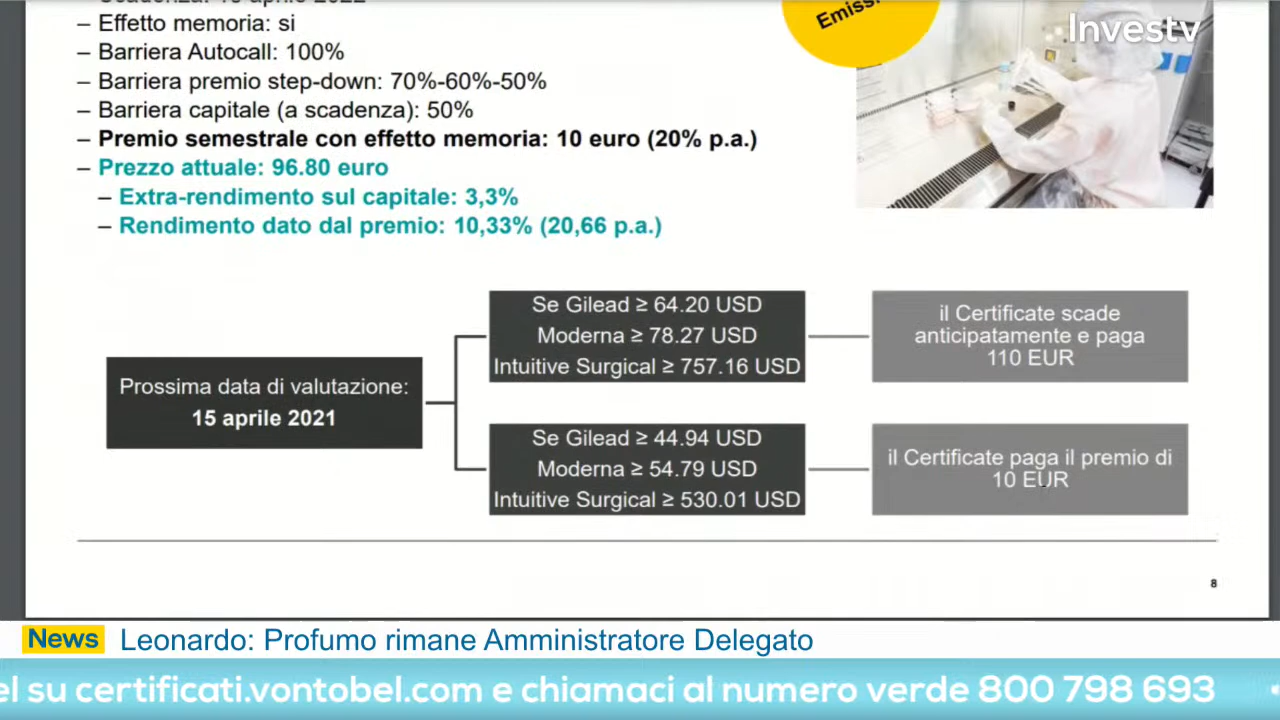 – Effetto memoria: si
– Barriera Autocall: 100%
– Barriera premio step-down: 70%-60%-50%
– Barriera capitale (a scadenza): 50%
– Premio semestrale con effetto memoria: 10 euro (20% p.a.)
– Prezzo attuale: 96.80 euro
– Extra-rendimento sul capitale: 3,3%
– Rendimento dato dal premio: 10,33% (20,66 p.a.)
Investv
Prossima data di valutazione:
15 aprile 2021
Se Gilead ≥ 64.20 USD
Moderna ≥ 78.27 USD
Intuitive Surgical ≥ 757.16 USD
il Certificate scade
anticipatamente e paga
110 EUR
Se Gilead ≥ 44.94 USD
Moderna ≥ 54.79 USD
Intuitive Surgical ≥ 530.01 USD
il Certificate paga il premio di
10 EUR
8
News Leonardo: Profumo rimane Amministratore Delegato
el su certificati.vontobel.com e chiamaci al numero verde 800 798 693